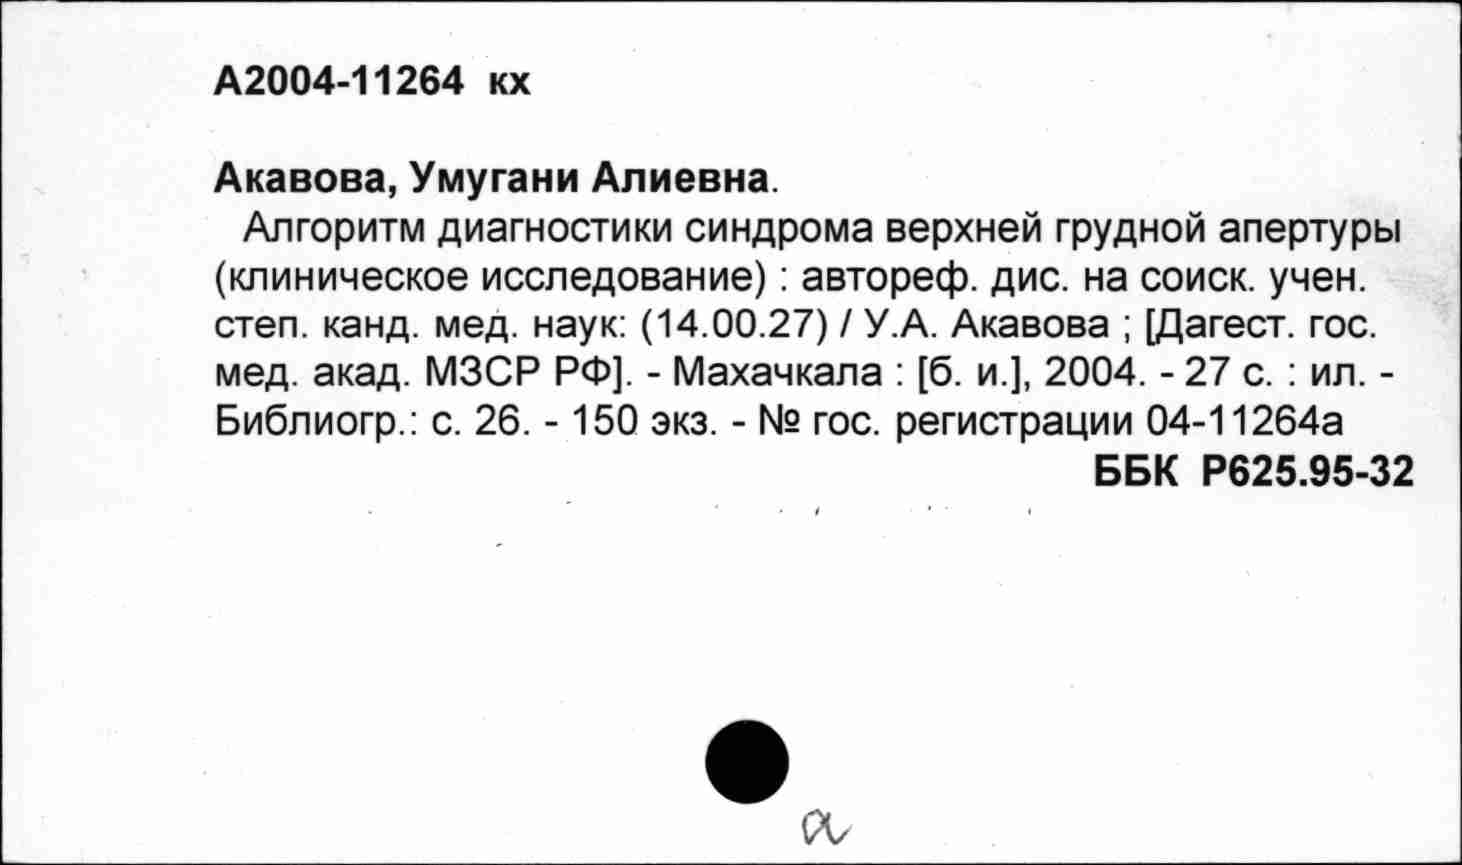 А2004-11264 кх
Акавова, Умугани Алиевна.
Алгоритм диагностики синдрома верхней грудной апертуры
(клиническое исследование) : автореф. дис. на соиск. учен.
степ. канд. мед. наук: (14.00.27) / У.А. Акавова ; [Дагест. гос.
мед. акад. МЗСР РФ]. - Махачкала : [б. и.], 2004. - 27 с. : ил. -
Библиогр.: с. 26. - 150 экз. - № гос. регистрации 04-11264а
ББК Р625.95-32
а